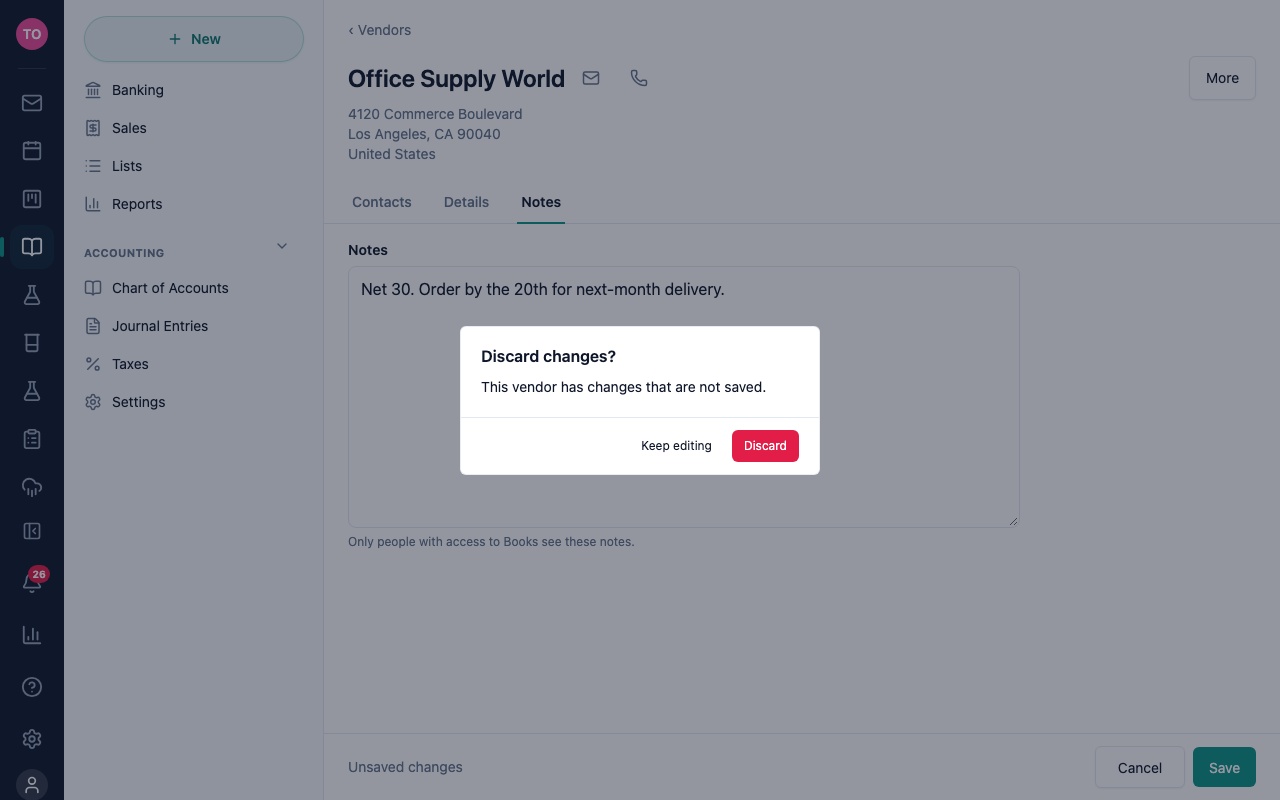 TO
New
Banking
Sales
Lists
Reports
ACCOUNTING
Chart of Accounts
Journal Entries
Taxes
Settings
26
‹ Vendors
Office Supply World
More
4120 Commerce Boulevard
Los Angeles, CA 90040
United States
Contacts
Details
Notes
Notes
Net 30. Order by the 20th for next-month delivery.
Discard changes?
This vendor has changes that are not saved.
Keep editing
Discard
Only people with access to Books see these notes.
Unsaved changes
Cancel
Save